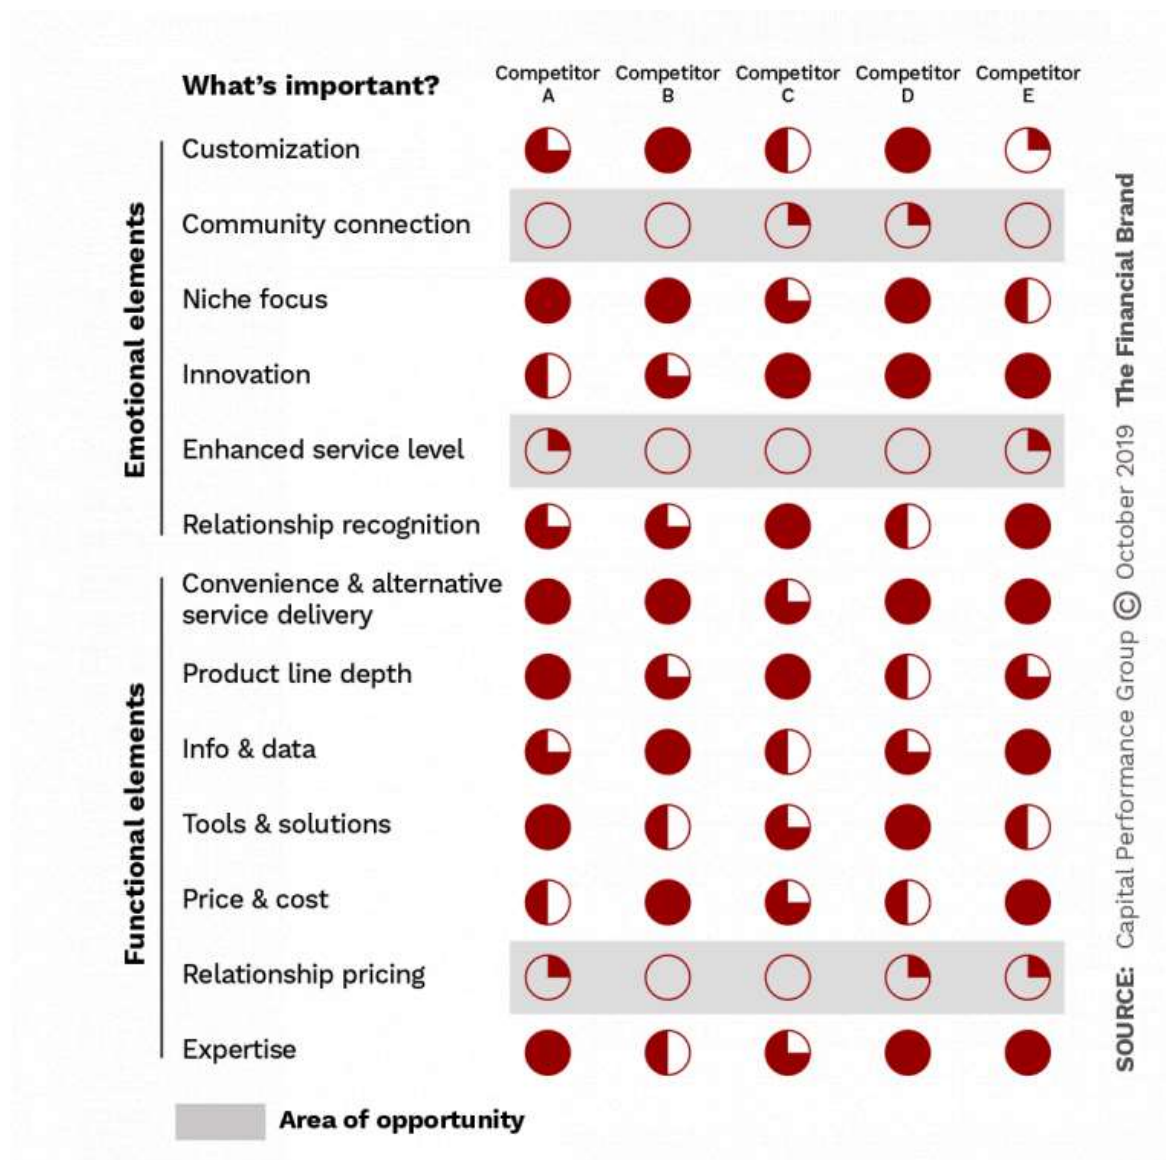 What's important?
Competitor A
Competitor B
Competitor C
Competitor D
Competitor E
Emotional elements
Customization
Community connection
Niche focus
Innovation
Enhanced service level
Relationship recognition
Functional elements
Convenience & alternative
service delivery
Product line depth
Info & data
Tools & solutions
Price & cost
Relationship pricing
Expertise
Area of opportunity
SOURCE: Capital Performance Group © October 2019 The Financial Brand